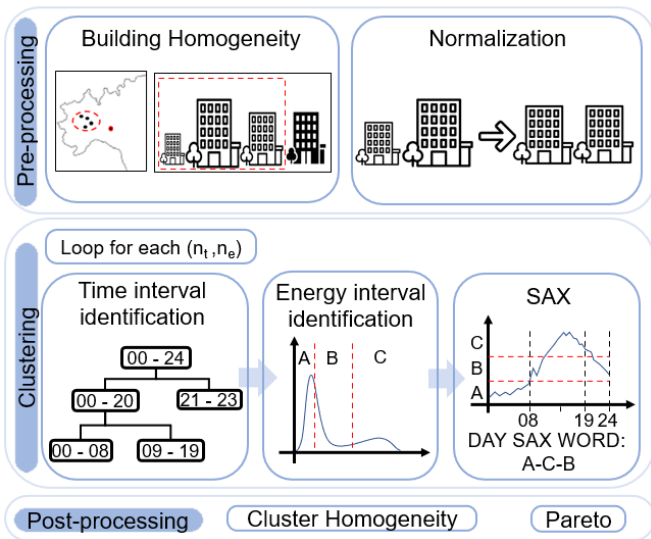 Pre-processing
Building Homogeneity
Normalization
Clustering
Loop for each (nt ,ne)
Time interval
identification
00 - 24
00 - 20
21 - 23
00 - 08
09 - 19
Energy interval
identification
A
B
C
SAX
C
B
A
08
19
24
DAY SAX WORD:
A-C-B
Post-processing
Cluster Homogeneity
Pareto